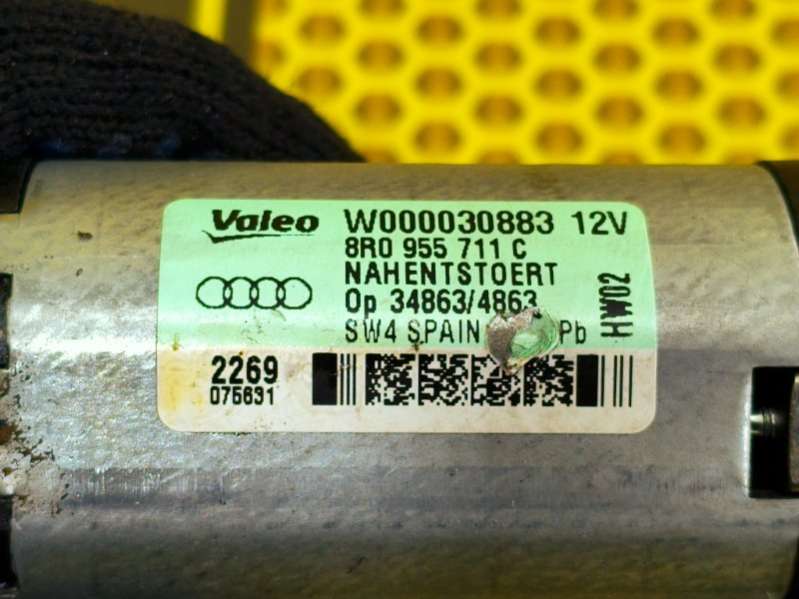 Valeo W000030883 12V
8R0 955 711 C
NAHENTSTOERT
Op 34863/4863
SW4 SPAIN Pb
HW02
2269
075631